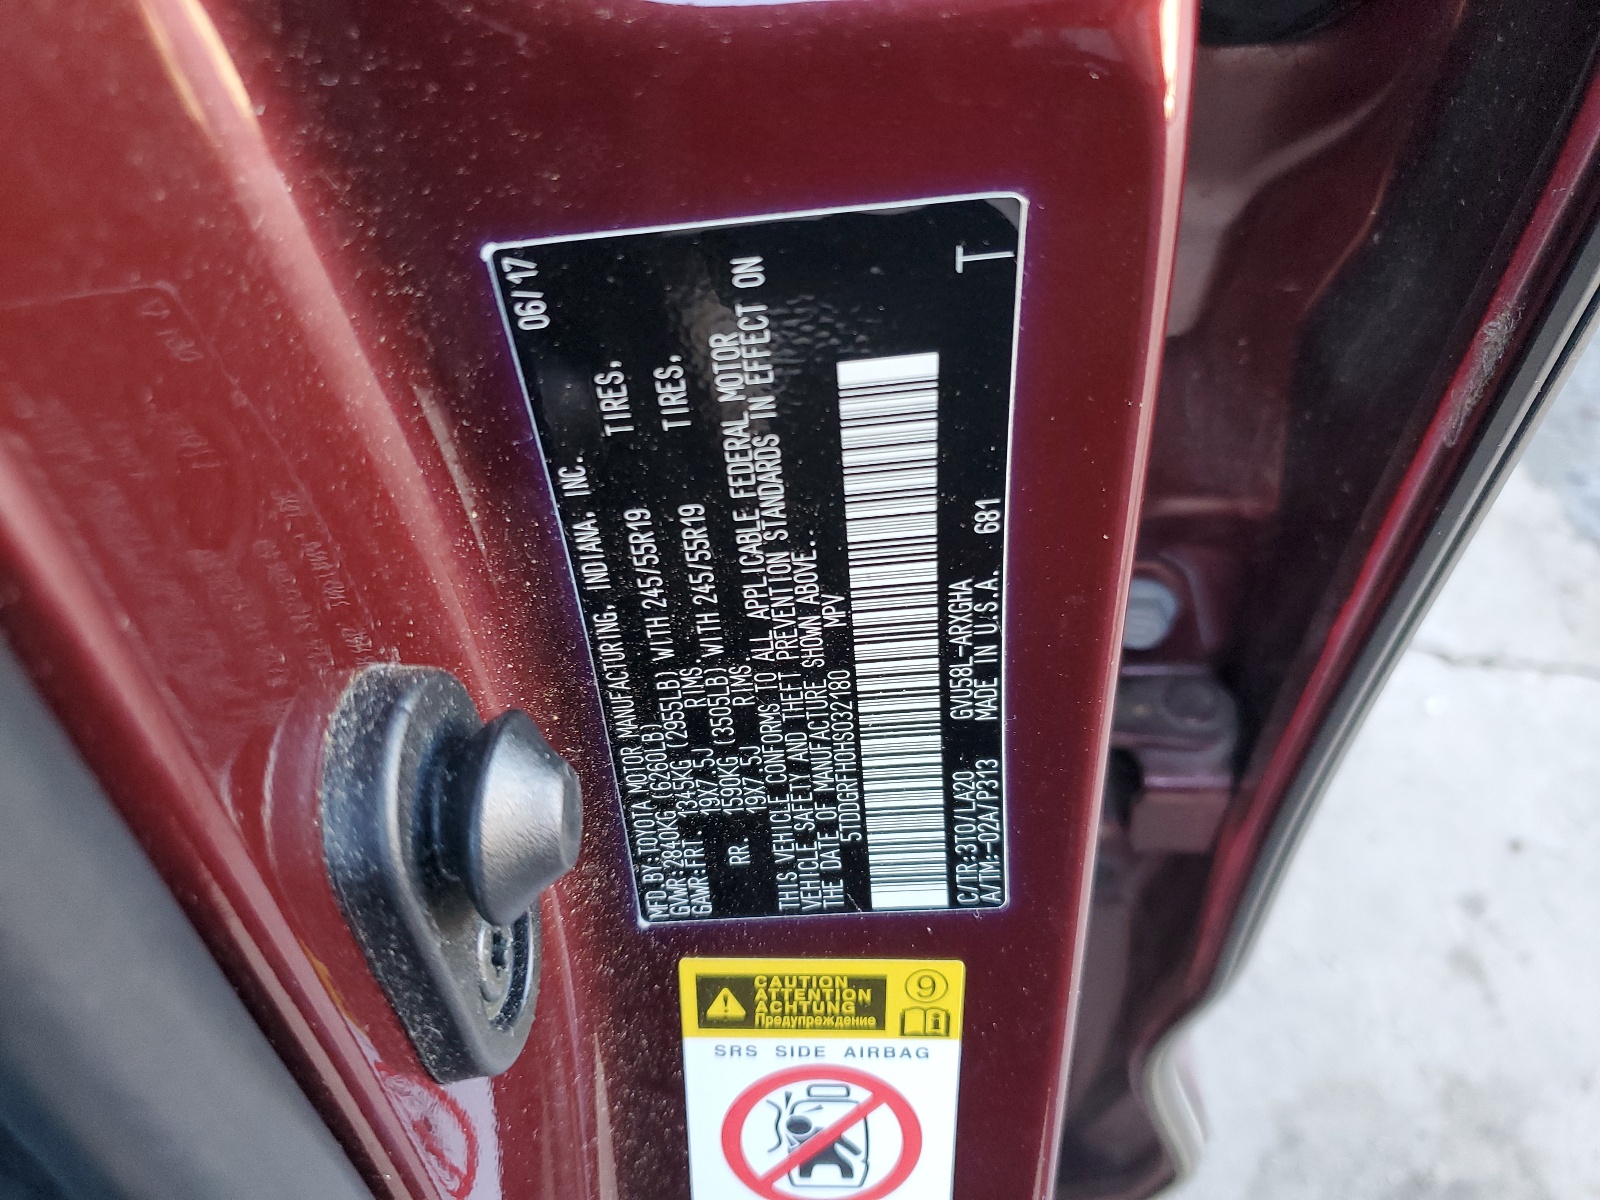 06/17
MFD BY:TOYOTA MOTOR MANUFACTURING, INDIANA, INC.
GVWR:2840KG(6260LB)
GAWR:FRT 1345KG (2955LB) WITH 245/55R19 TIRES,
19X7.5J RIMS
RR. 1590KG (3505LB) WITH 245/55R19 TIRES,
19X7.5J RIMS
THIS VEHICLE CONFORMS TO ALL APPLICABLE FEDERAL MOTOR
VEHICLE SAFETY AND THEFT PREVENTION STANDARDS IN EFFECT ON
THE DATE OF MANUFACTURE SHOWN ABOVE.
5TDDGRFH0HS032180 MPV
C/TR:3T0/LA20 GVU58L-ARXGHA
A/TM:-02A/P313 MADE IN U.S.A. 681
T
CAUTION
ATTENTION
ACHTUNG
Предупреждение
9
SRS SIDE AIRBAG